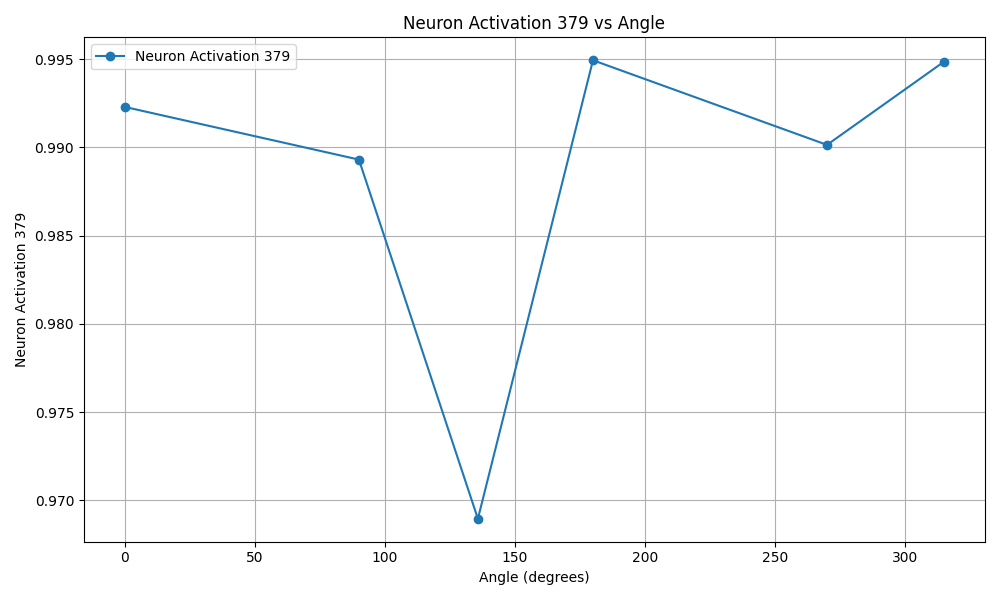 Neuron Activation 379 vs Angle
Neuron Activation 379
0.995
0.990
0.985
0.980
0.975
0.970
Neuron Activation 379
0 50 100 150 200 250 300
Angle (degrees)